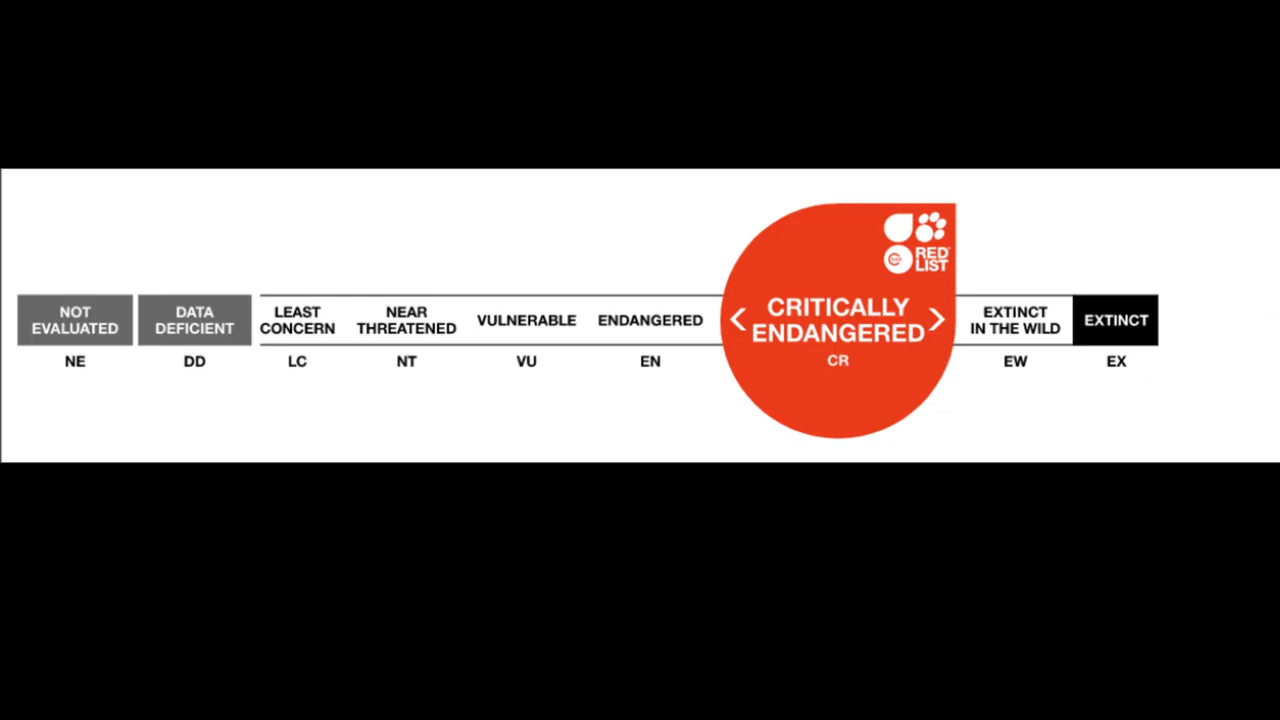 NOT
EVALUATED
NE
DATA
DEFICIENT
DD
LEAST
CONCERN
LC
NEAR
THREATENED
NT
VULNERABLE
VU
ENDANGERED
EN
RED
LIST
CRITICALLY
ENDANGERED
CR
EXTINCT
IN THE WILD
EW
EXTINCT
EX